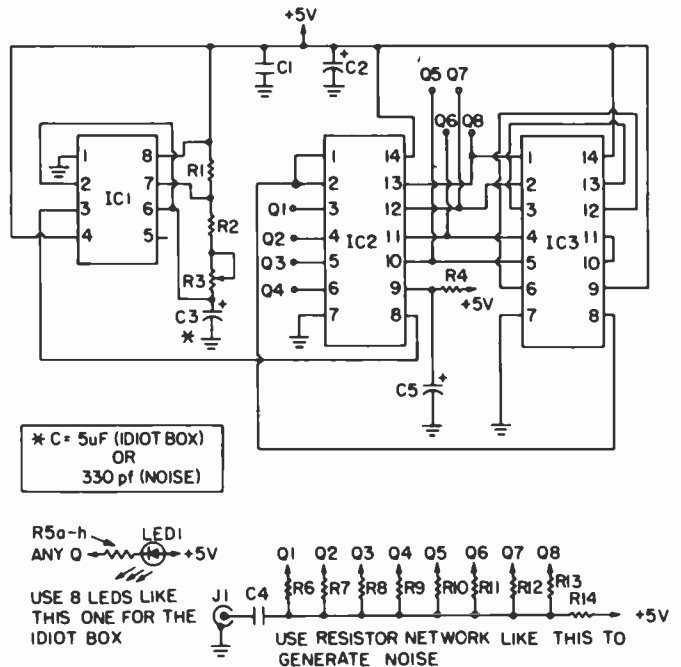 +5V
C1
+
C2
Q5 Q7
Q6 Q8
1 8
2 7
3 6
4 5
IC1
R1
R2
R3
+
C3
*
1 14
2 13
Q1 3 12
Q2 4 11
Q3 5 10
Q4 6 9
7 8
IC2
R4
+5V
+
C5
1 14
2 13
3 12
4 11
5 10
6 9
7 8
IC3
* C = 5uF (IDIOT BOX)
OR
330 pf (NOISE)
R5a-h
LED1
ANY Q
+5V
USE 8 LEDS LIKE
THIS ONE FOR THE
IDIOT BOX
J1
C4
Q1 Q2 Q3 Q4 Q5 Q6 Q7 Q8
R6 R7 R8 R9 R10 R11 R12 R13
R14
+5V
USE RESISTOR NETWORK LIKE THIS TO
GENERATE NOISE